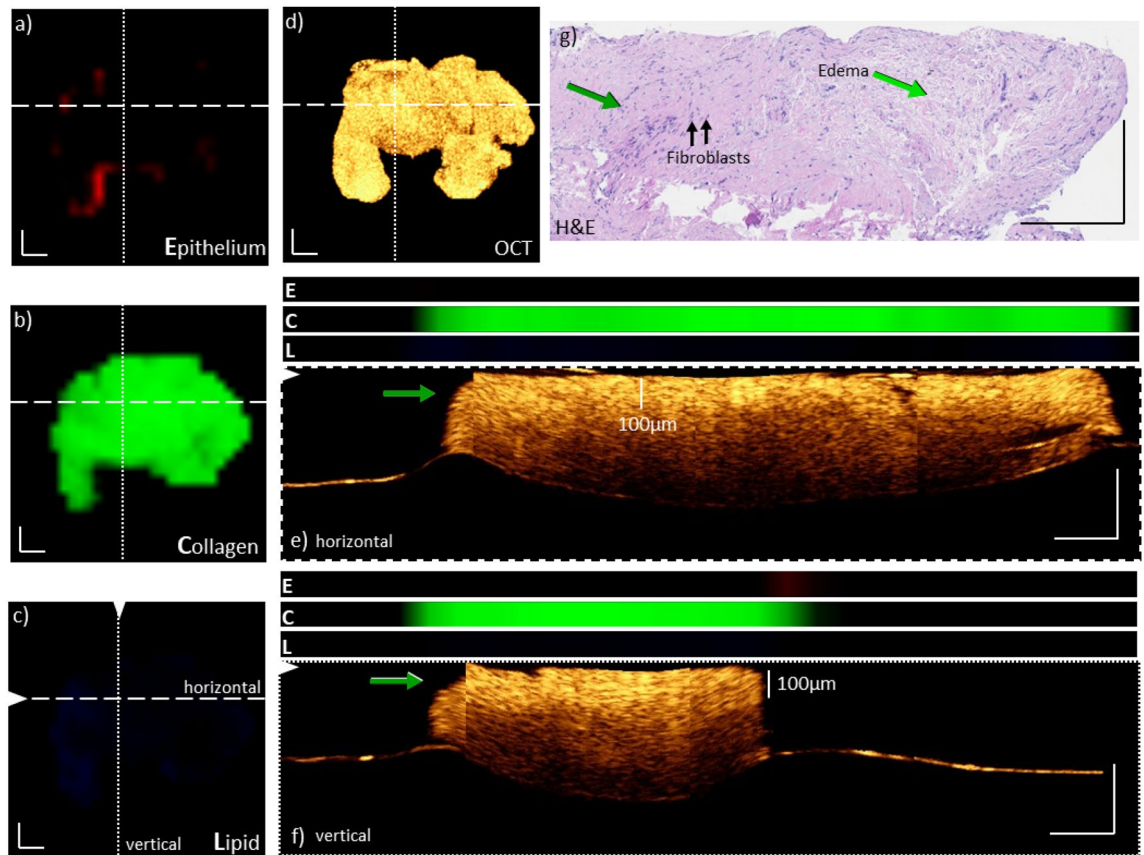 a)
Epithelium
d)
OCT
g)
Edema
Fibroblasts
H&E
b)
Collagen
E
C
L
100µm
e) horizontal
c)
horizontal
vertical
Lipid
E
C
L
100µm
f) vertical